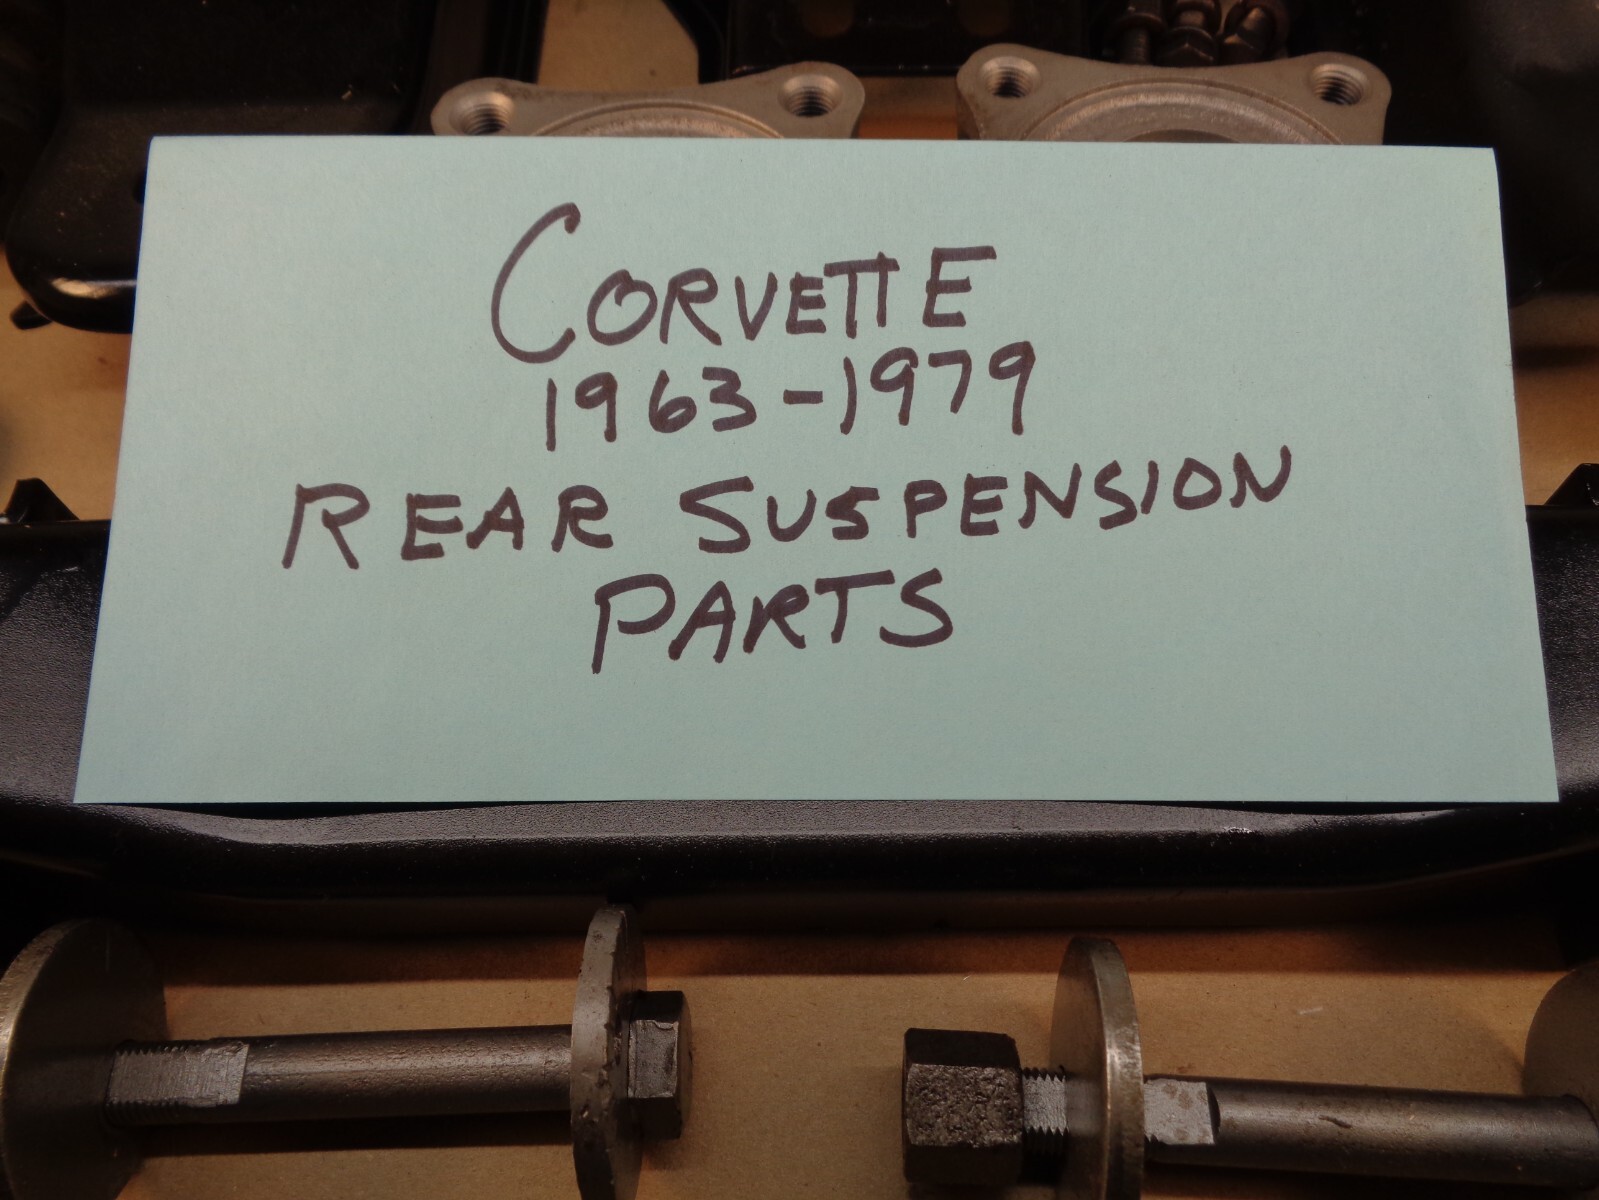 CORVETTE
1963-1979
REAR SUSPENSION
PARTS